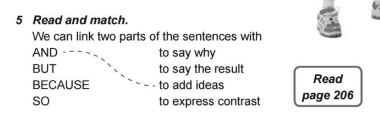 5 Read and match.
We can link two parts of the sentences with
AND to say why
BUT to say the result
BECAUSE to add ideas
SO to express contrast
Read
page 206